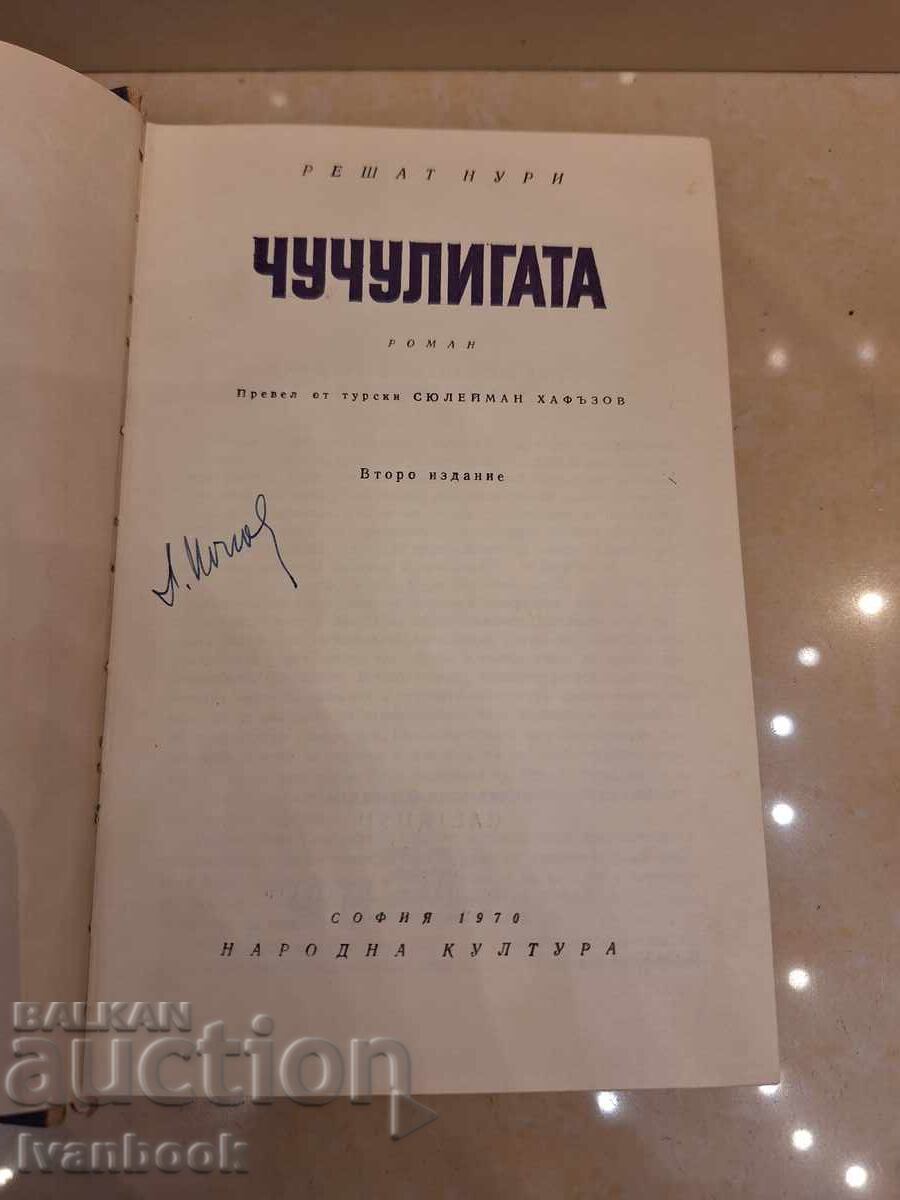 РЕШАТ НУРИ
ЧУЧУЛИГАТА
РОМАН
Превел от турски СЮЛЕЙМАН ХАФЪЗОВ
Второ издание
СОФИЯ 1970
НАРОДНА КУЛТУРА
BALKAN
auction
Ivanbook